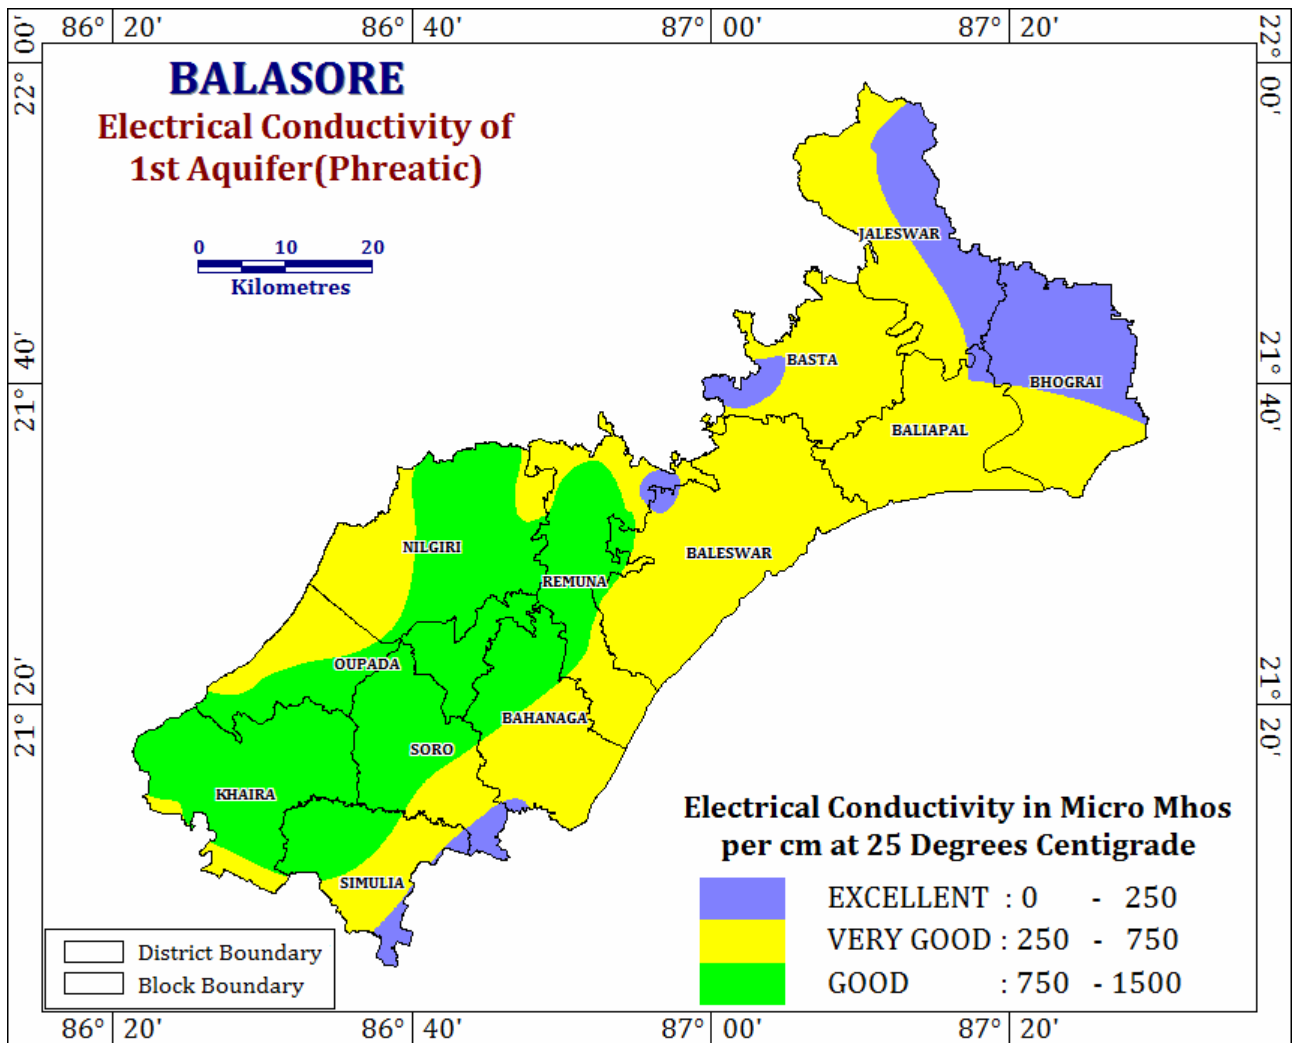 86° 20' 86° 40' 87° 00' 87° 20'
22° 00' 22° 00'
BALASORE
Electrical Conductivity of
1st Aquifer(Phreatic)
0 10 20
Kilometres
JALESWAR
21° 40' 21° 40'
BASTA
BHOGRAI
BALIAPAL
NILGIRI
BALESWAR
REMUNA
OUPADA
21° 20' 21° 20'
BAHANAGA
SORO
KHAIRA
SIMULIA
Electrical Conductivity in Micro Mhos
per cm at 25 Degrees Centigrade
EXCELLENT : 0 - 250
VERY GOOD : 250 - 750
GOOD : 750 - 1500
District Boundary
Block Boundary
86° 20' 86° 40' 87° 00' 87° 20'